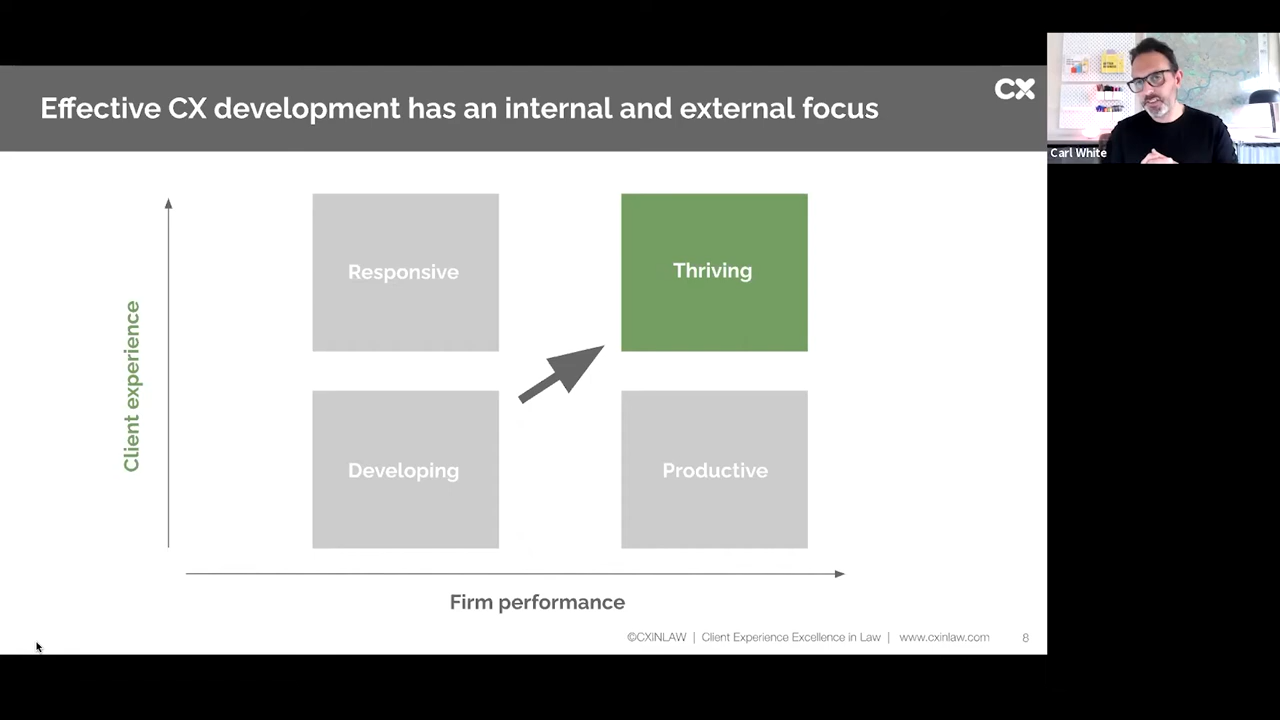 Effective CX development has an internal and external focus
CX
Carl White
Responsive
Thriving
Client experience
Developing
Productive
Firm performance
©CXINLAW | Client Experience Excellence in Law | www.cxinlaw.com 8